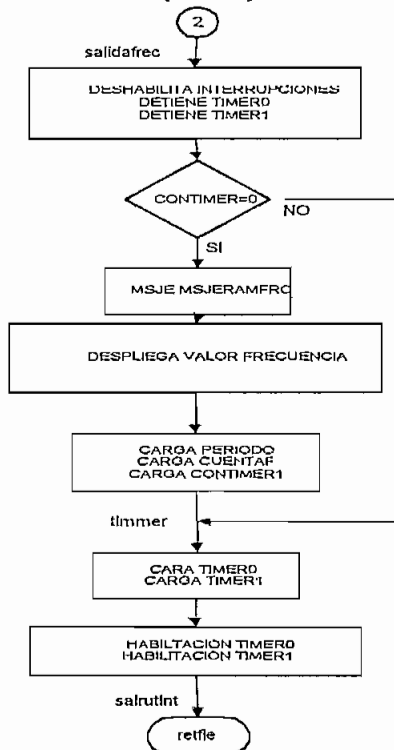 2
salidafrec
DESHABILITA INTERRUPCIONES
DETIENE TIMER0
DETIENE TIMER1
CONTIMER=0
NO
SI
MSJE MSJERAMFRC
DESPLIEGA VALOR FRECUENCIA
CARGA PERIODO
CARGA CUENTAF
CARGA CONTIMER1
timmer
CARA TIMER0
CARGA TIMER1
HABILTACION TIMER0
HABILITACION TIMER1
salrutint
retfie